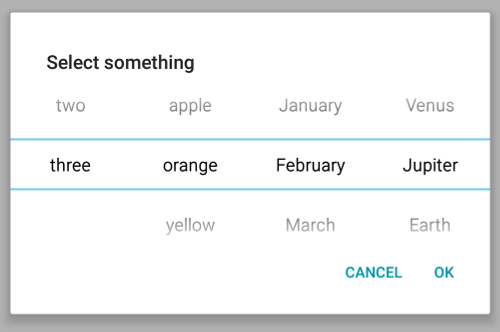 Select something
two apple January Venus
three orange February Jupiter
yellow March Earth
CANCEL OK